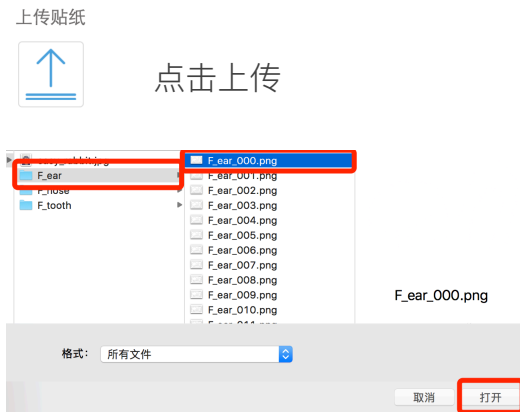 上传贴纸
点击上传
F_ear_000.png
F_ear
F_ear_001.png
F_nose
F_ear_002.png
F_tooth
F_ear_003.png
F_ear_004.png
F_ear_005.png
F_ear_006.png
F_ear_007.png
F_ear_008.png
F_ear_009.png
F_ear_010.png
F_ear_000.png
格式：
所有文件
取消
打开